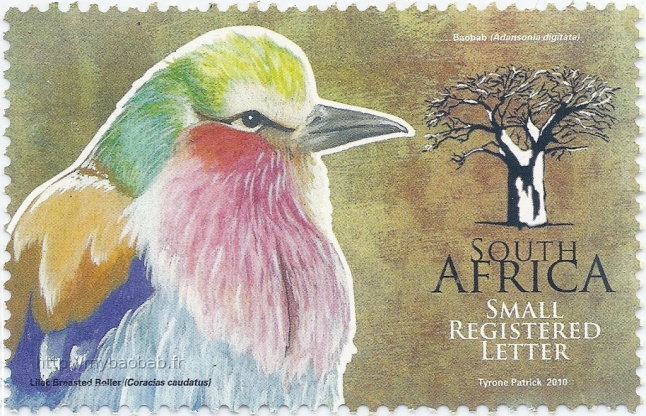 Baobab (Adansonia digitata)
SOUTH
AFRICA
SMALL
REGISTERED
LETTER
http://mybaobab.fr
Lilac Breasted Roller (Coracias caudatus)
Tyrone Patrick 2010